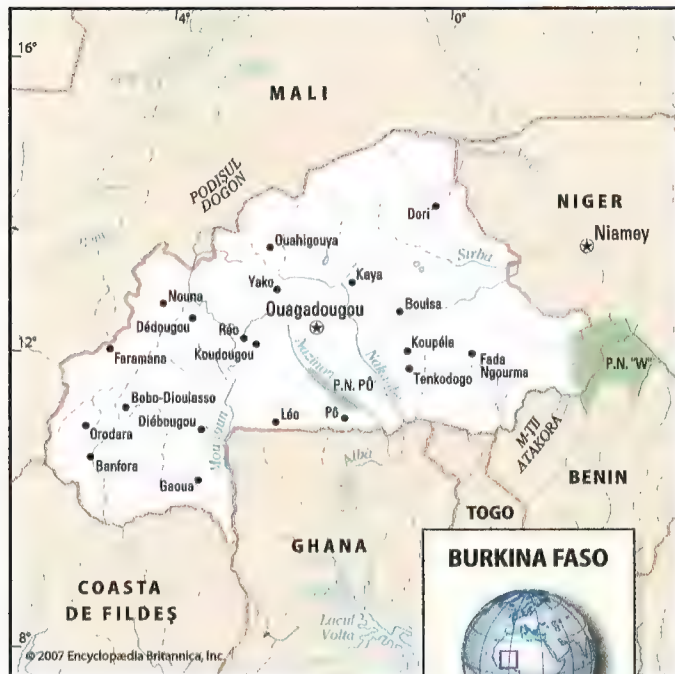 4°
0°
16°
MALI
PODIȘUL
DOGON
NIGER
Dori
Niamey
Ouahigouya
Sirba
Yako
Kaya
Nouna
Ouagadougou
Boulsa
Dédougou
Réo
12°
Koudougou
Koupéla
Fada
Ngourma
Faramana
Tenkodogo
P.N. "W"
P.N. PÔ
Bobo-Dioulasso
Diébougou
Léo
Pô
Orodara
M-ȚII
ATAKORA
Banfora
Gaoua
BENIN
TOGO
GHANA
BURKINA FASO
COASTA
DE FILDEȘ
Lacul
Volta
8°
© 2007 Encyclopædia Britannica, Inc.